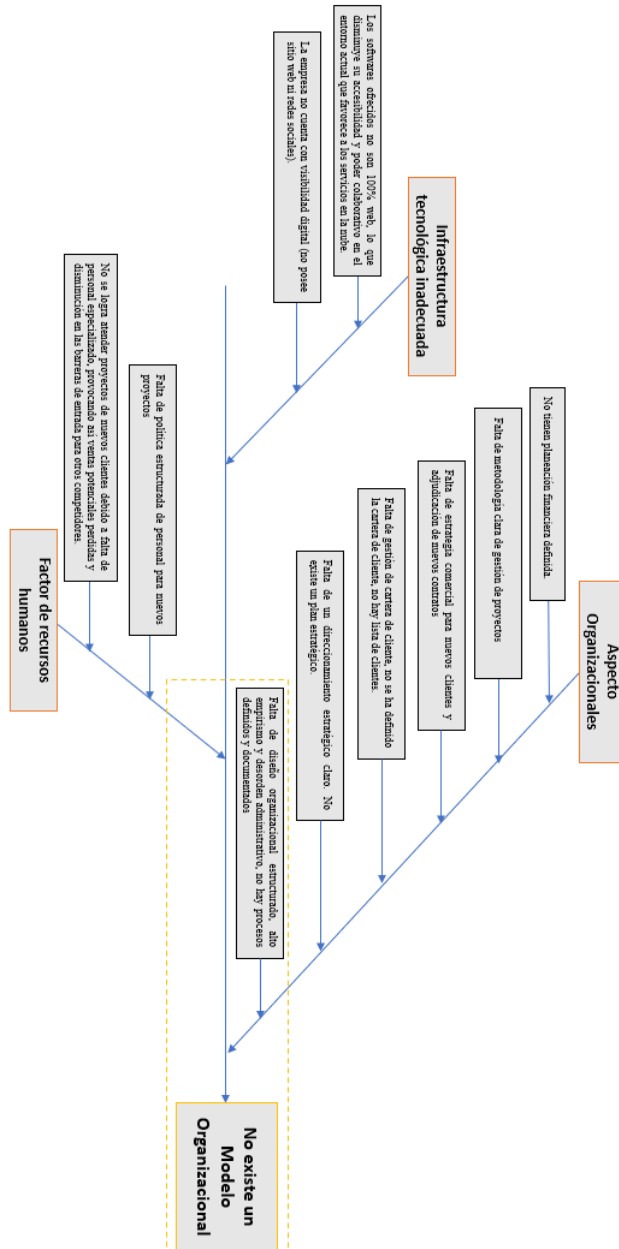 Infraestructura
tecnológica inadecuada
Los softwares ofrecidos no son 100% web, lo que
disminuye su accesibilidad y poder colaborativo en el
entorno actual que favorece a los servicios en la nube.
La empresa no cuenta con visibilidad digital (no posee
sitio web ni redes sociales).
Aspecto
Organizacionales
No tienen planeación financiera definida.
Falta de metodología clara de gestión de proyectos
Falta de estrategia comercial para nuevos clientes y
adjudicación de nuevos contratos
Falta de gestión de cartera de cliente, no se ha definido
la cartera de cliente, no hay lista de clientes.
Falta de un direccionamiento estratégico claro. No
existe un plan estratégico.
Falta de diseño organizacional estructurado, alto
empirismo y desorden administrativo, no hay procesos
definidos y documentados
No existe un
Modelo
Organizacional
Falta de política estructurada de personal para nuevos
proyectos
No se logra atender proyectos de nuevos clientes debido a falta de
personal especializado, provocando así ventas potenciales perdidas y
disminución en las barreras de entrada para otros competidores.
Factor de recursos
humanos